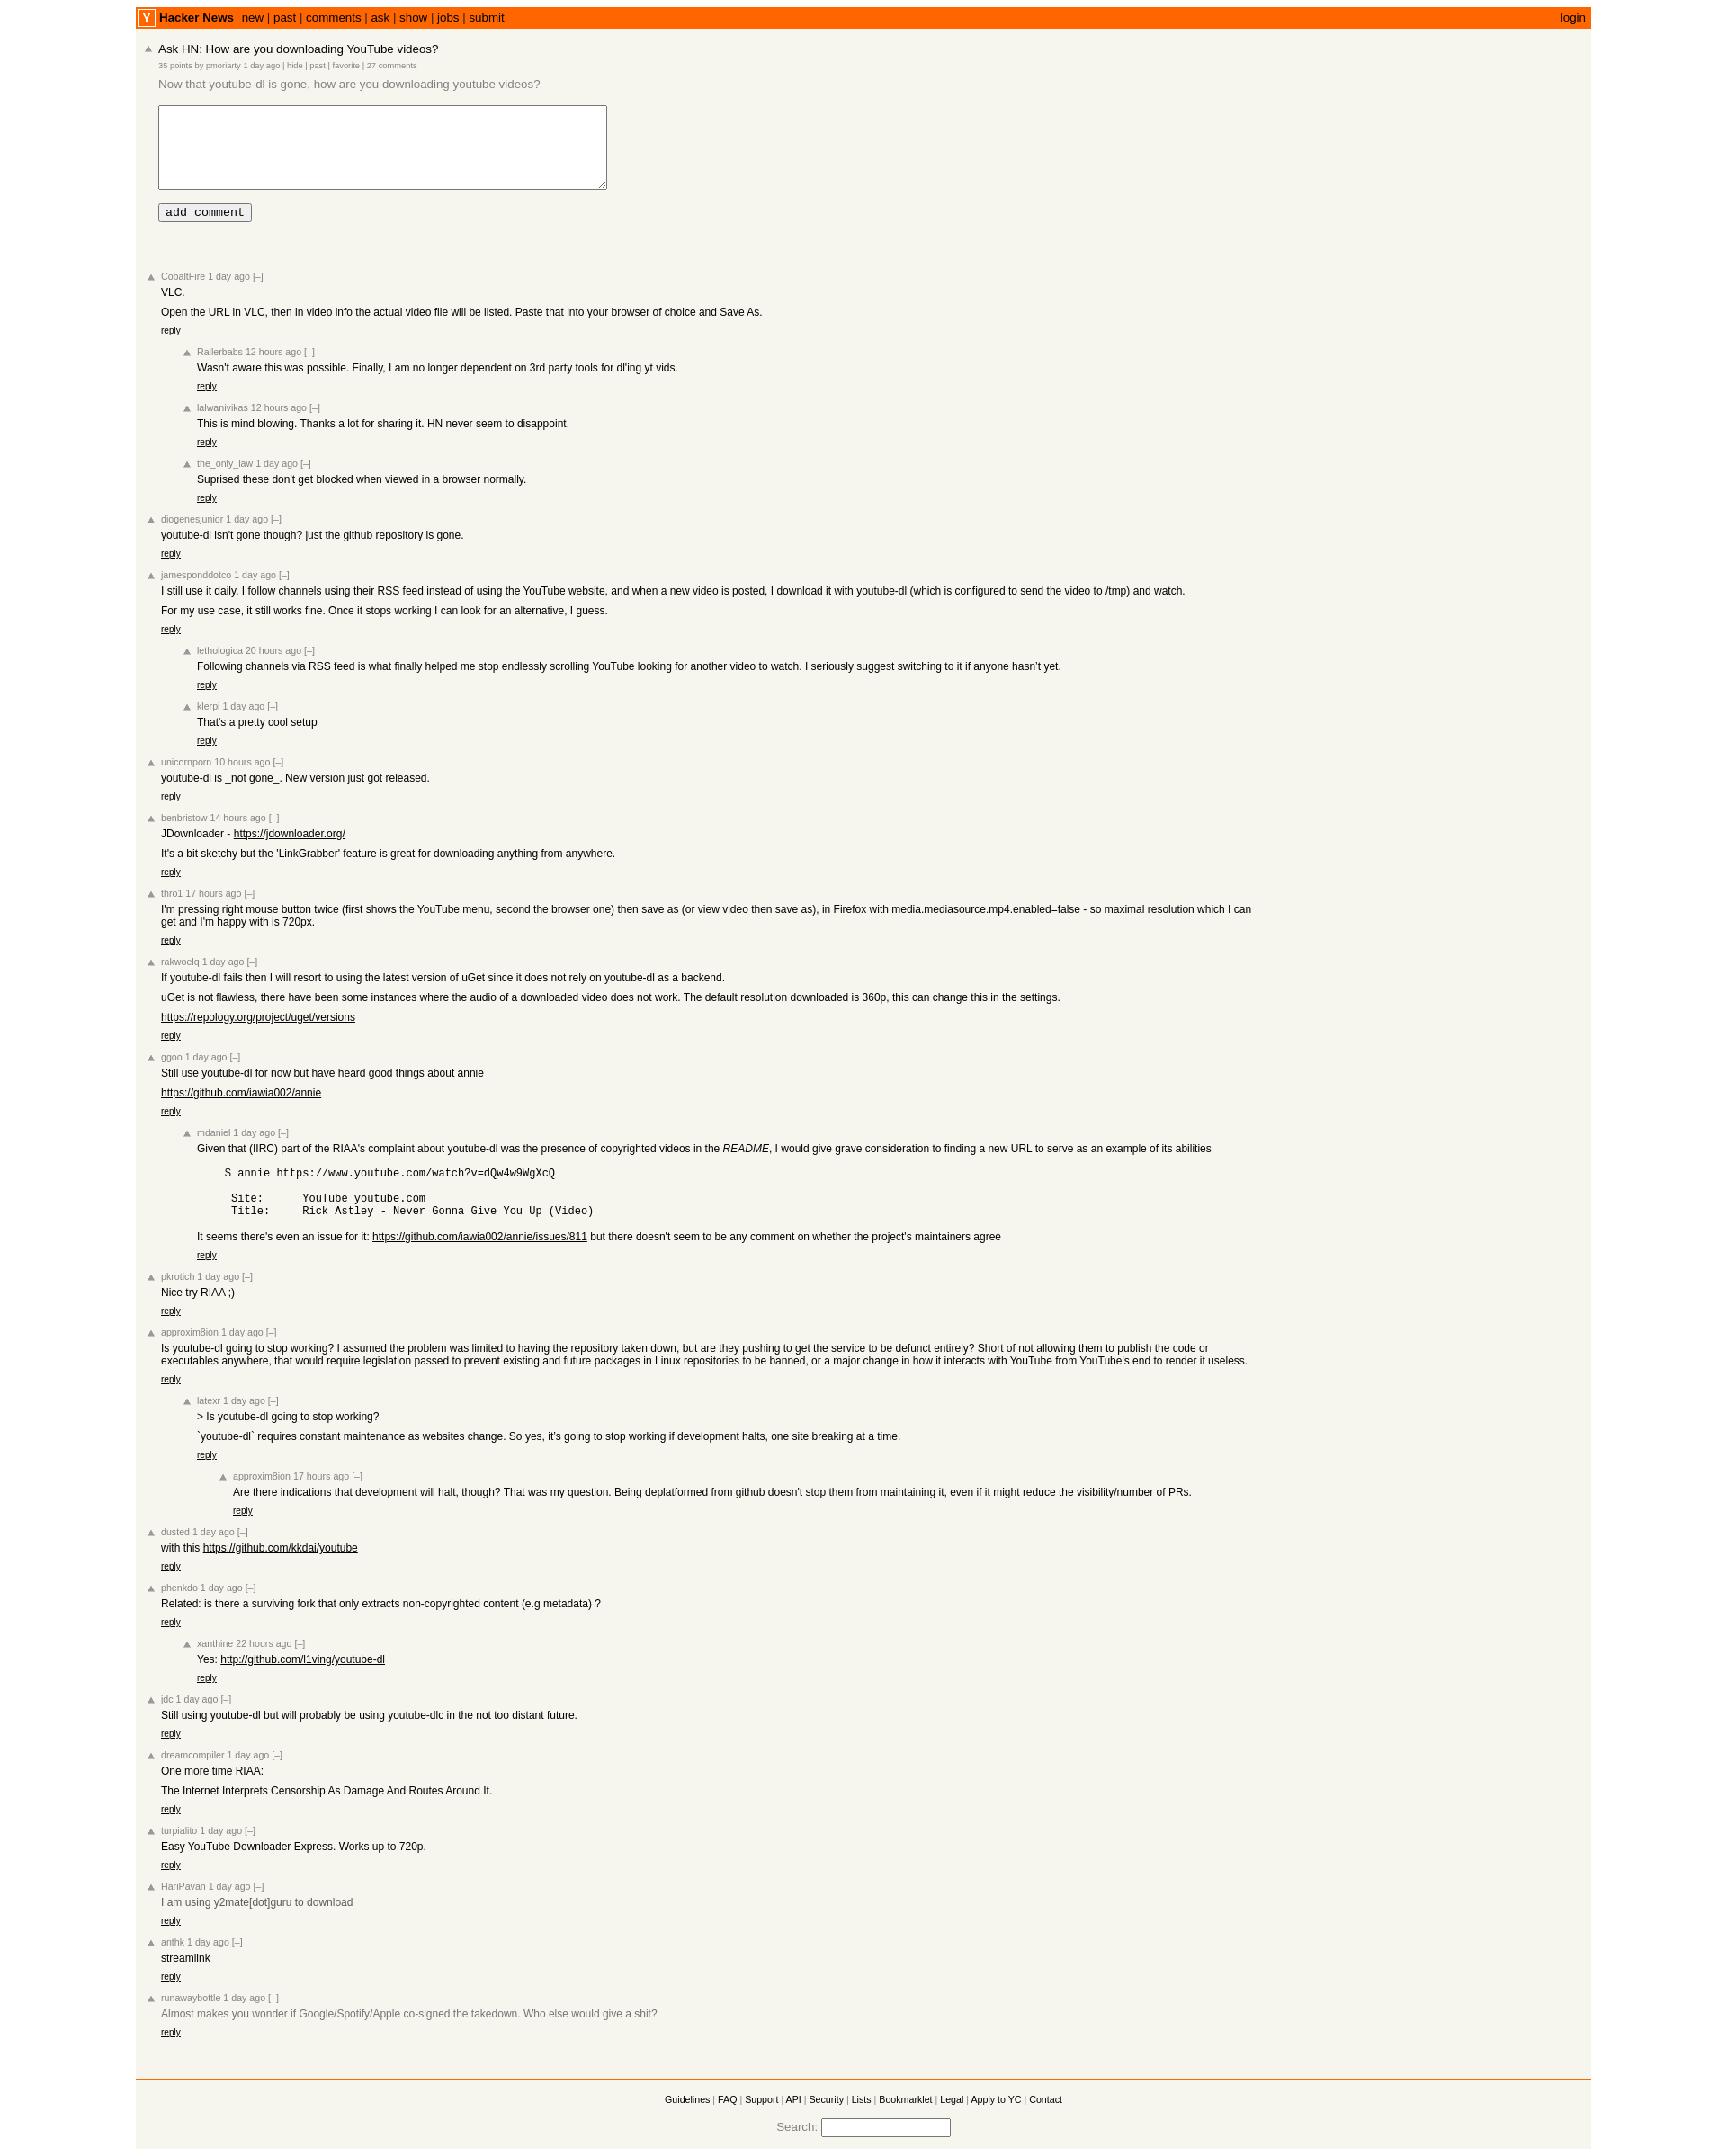 Y Hacker News new | past | comments | ask | show | jobs | submit login
Ask HN: How are you downloading YouTube videos?
35 points by pmoriarty 1 day ago | hide | past | favorite | 27 comments
Now that youtube-dl is gone, how are you downloading youtube videos?
add comment
CobaltFire 1 day ago [–]
VLC.
Open the URL in VLC, then in video info the actual video file will be listed. Paste that into your browser of choice and Save As.
reply
Rallerbabs 12 hours ago [–]
Wasn't aware this was possible. Finally, I am no longer dependent on 3rd party tools for dl'ing yt vids.
reply
lalwanivikas 12 hours ago [–]
This is mind blowing. Thanks a lot for sharing it. HN never seem to disappoint.
reply
the_only_law 1 day ago [–]
Suprised these don't get blocked when viewed in a browser normally.
reply
diogenesjunior 1 day ago [–]
youtube-dl isn't gone though? just the github repository is gone.
reply
jamesponddotco 1 day ago [–]
I still use it daily. I follow channels using their RSS feed instead of using the YouTube website, and when a new video is posted, I download it with youtube-dl (which is configured to send the video to /tmp) and watch.
For my use case, it still works fine. Once it stops working I can look for an alternative, I guess.
reply
lethologica 20 hours ago [–]
Following channels via RSS feed is what finally helped me stop endlessly scrolling YouTube looking for another video to watch. I seriously suggest switching to it if anyone hasn't yet.
reply
klerpi 1 day ago [–]
That's a pretty cool setup
reply
unicornporn 10 hours ago [–]
youtube-dl is _not gone_. New version just got released.
reply
benbristow 14 hours ago [–]
JDownloader - https://jdownloader.org/
It's a bit sketchy but the 'LinkGrabber' feature is great for downloading anything from anywhere.
reply
thro1 17 hours ago [–]
I'm pressing right mouse button twice (first shows the YouTube menu, second the browser one) then save as (or view video then save as), in Firefox with media.mediasource.mp4.enabled=false - so maximal resolution which I can
get and I'm happy with is 720px.
reply
rakwoelq 1 day ago [–]
If youtube-dl fails then I will resort to using the latest version of uGet since it does not rely on youtube-dl as a backend.
uGet is not flawless, there have been some instances where the audio of a downloaded video does not work. The default resolution downloaded is 360p, this can change this in the settings.
https://repology.org/project/uget/versions
reply
ggoo 1 day ago [–]
Still use youtube-dl for now but have heard good things about annie
https://github.com/iawia002/annie
reply
mdaniel 1 day ago [–]
Given that (IIRC) part of the RIAA's complaint about youtube-dl was the presence of copyrighted videos in the README, I would give grave consideration to finding a new URL to serve as an example of its abilities
$ annie https://www.youtube.com/watch?v=dQw4w9WgXcQ
Site: YouTube youtube.com
Title: Rick Astley - Never Gonna Give You Up (Video)
It seems there's even an issue for it: https://github.com/iawia002/annie/issues/811 but there doesn't seem to be any comment on whether the project's maintainers agree
reply
pkrotich 1 day ago [–]
Nice try RIAA ;)
reply
approxim8ion 1 day ago [–]
Is youtube-dl going to stop working? I assumed the problem was limited to having the repository taken down, but are they pushing to get the service to be defunct entirely? Short of not allowing them to publish the code or
executables anywhere, that would require legislation passed to prevent existing and future packages in Linux repositories to be banned, or a major change in how it interacts with YouTube from YouTube's end to render it useless.
reply
latexr 1 day ago [–]
> Is youtube-dl going to stop working?
`youtube-dl` requires constant maintenance as websites change. So yes, it's going to stop working if development halts, one site breaking at a time.
reply
approxim8ion 17 hours ago [–]
Are there indications that development will halt, though? That was my question. Being deplatformed from github doesn't stop them from maintaining it, even if it might reduce the visibility/number of PRs.
reply
dusted 1 day ago [–]
with this https://github.com/kkdai/youtube
reply
phenkdo 1 day ago [–]
Related: is there a surviving fork that only extracts non-copyrighted content (e.g metadata) ?
reply
xanthine 22 hours ago [–]
Yes: http://github.com/l1ving/youtube-dl
reply
jdc 1 day ago [–]
Still using youtube-dl but will probably be using youtube-dlc in the not too distant future.
reply
dreamcompiler 1 day ago [–]
One more time RIAA:
The Internet Interprets Censorship As Damage And Routes Around It.
reply
turpialito 1 day ago [–]
Easy YouTube Downloader Express. Works up to 720p.
reply
HariPavan 1 day ago [–]
I am using y2mate[dot]guru to download
reply
anthk 1 day ago [–]
streamlink
reply
runawaybottle 1 day ago [–]
Almost makes you wonder if Google/Spotify/Apple co-signed the takedown. Who else would give a shit?
reply
Guidelines | FAQ | Support | API | Security | Lists | Bookmarklet | Legal | Apply to YC | Contact
Search: